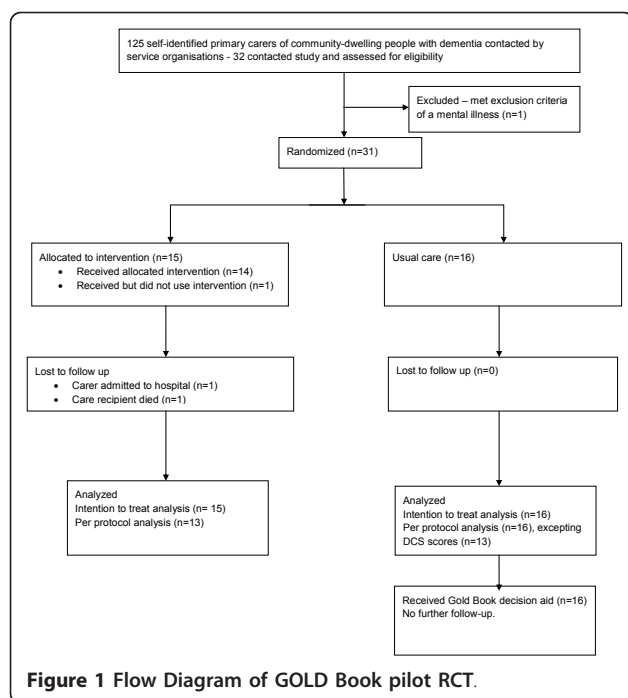 125 self-identified primary carers of community-dwelling people with dementia contacted by
service organisations - 32 contacted study and assessed for eligibility
Excluded – met exclusion criteria
of a mental illness (n=1)
Randomized (n=31)
Allocated to intervention (n=15)
• Received allocated intervention (n=14)
• Received but did not use intervention (n=1)
Usual care (n=16)
Lost to follow up
• Carer admitted to hospital (n=1)
• Care recipient died (n=1)
Lost to follow up (n=0)
Analyzed
Intention to treat analysis (n= 15)
Per protocol analysis (n=13)
Analyzed
Intention to treat analysis (n=16)
Per protocol analysis (n=16), excepting
DCS scores (n=13)
Received Gold Book decision aid (n=16)
No further follow-up.
Figure 1 Flow Diagram of GOLD Book pilot RCT.